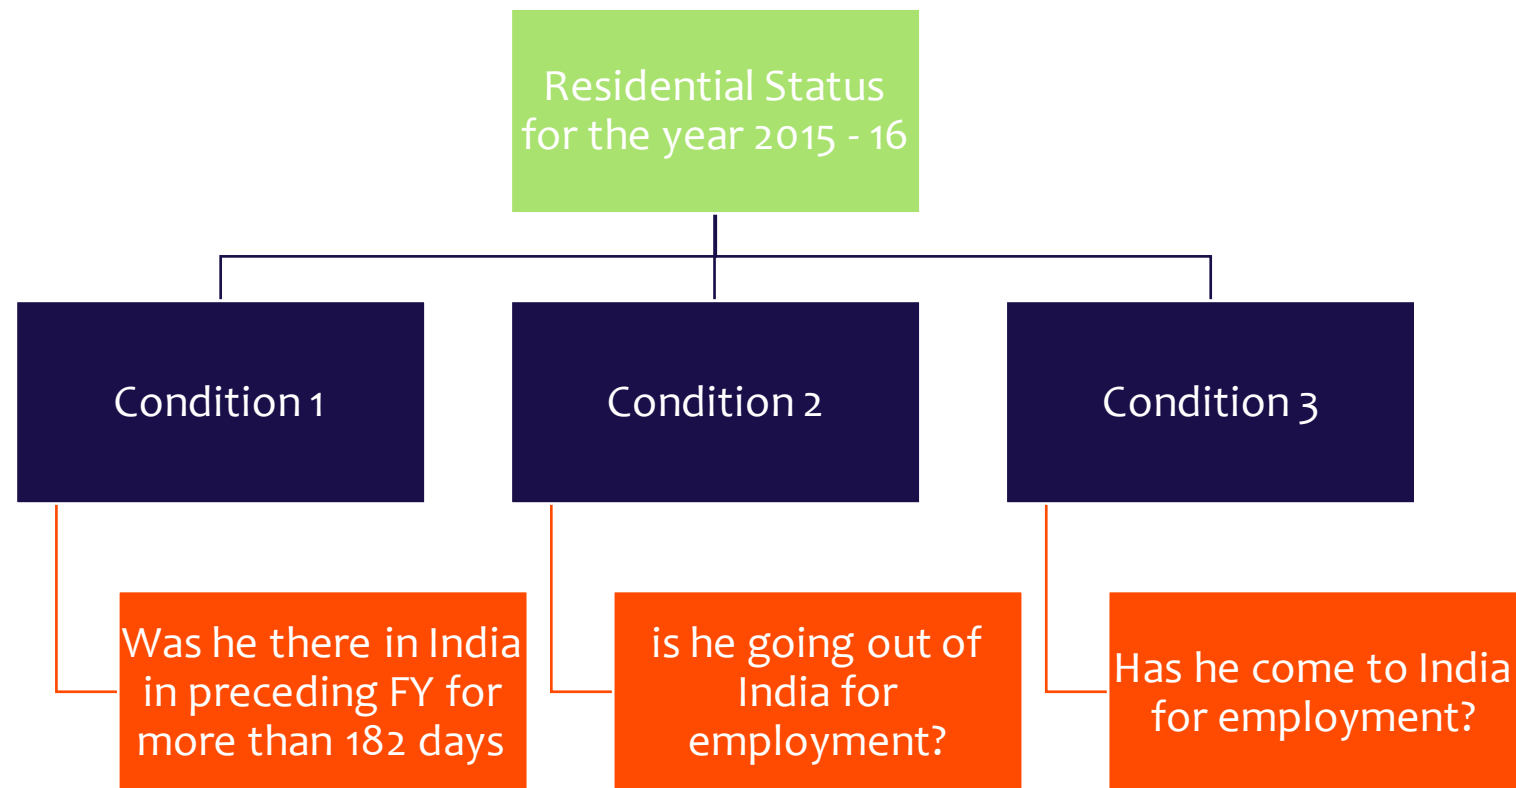 Residential Status
for the year 2015 - 16
Condition 1
Condition 2
Condition 3
Was he there in India
in preceding FY for
more than 182 days
is he going out of
India for
employment?
Has he come to India
for employment?